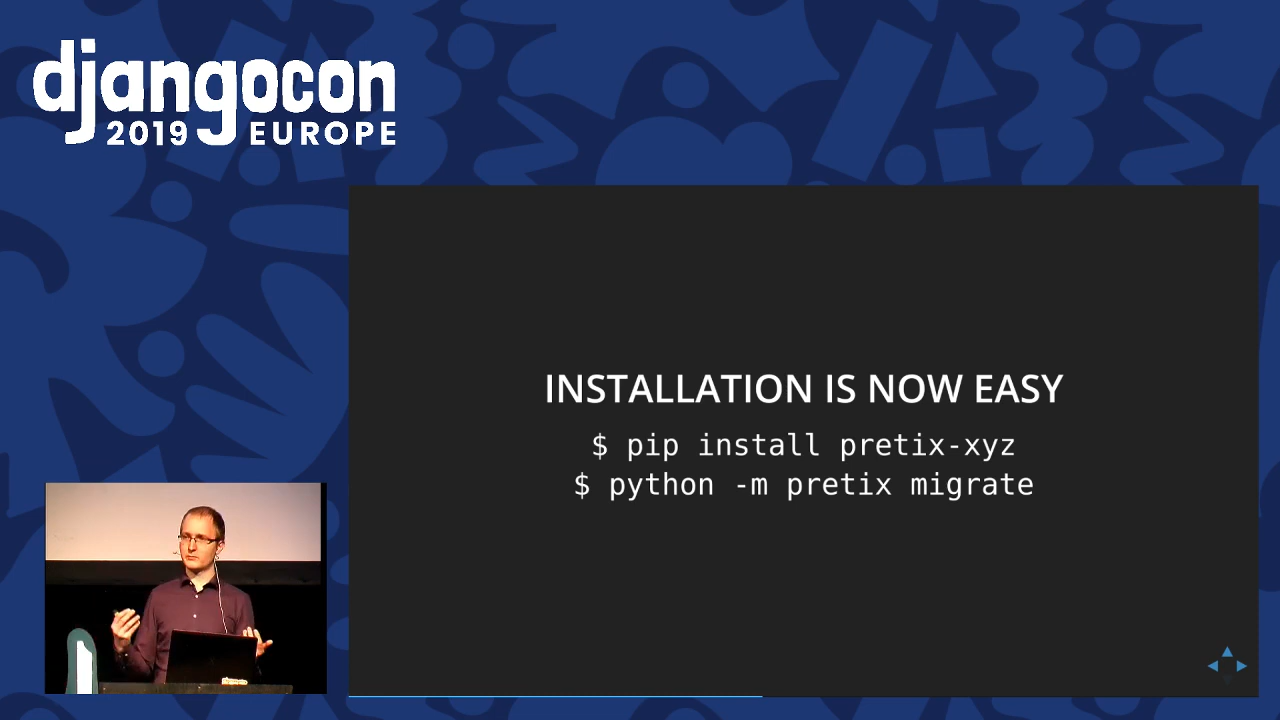 djangocon
2019 EUROPE
INSTALLATION IS NOW EASY
$ pip install pretix-xyz
$ python -m pretix migrate